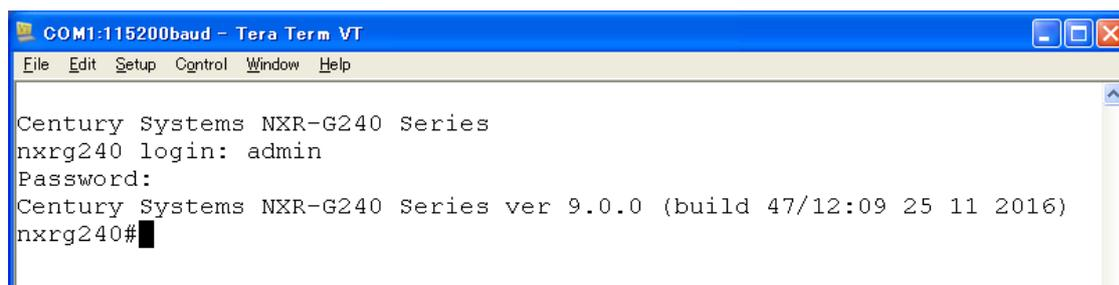 COM1:115200baud - Tera Term VT
File Edit Setup Control Window Help
Century Systems NXR-G240 Series
nxrg240 login: admin
Password:
Century Systems NXR-G240 Series ver 9.0.0 (build 47/12:09 25 11 2016)
nxrg240#